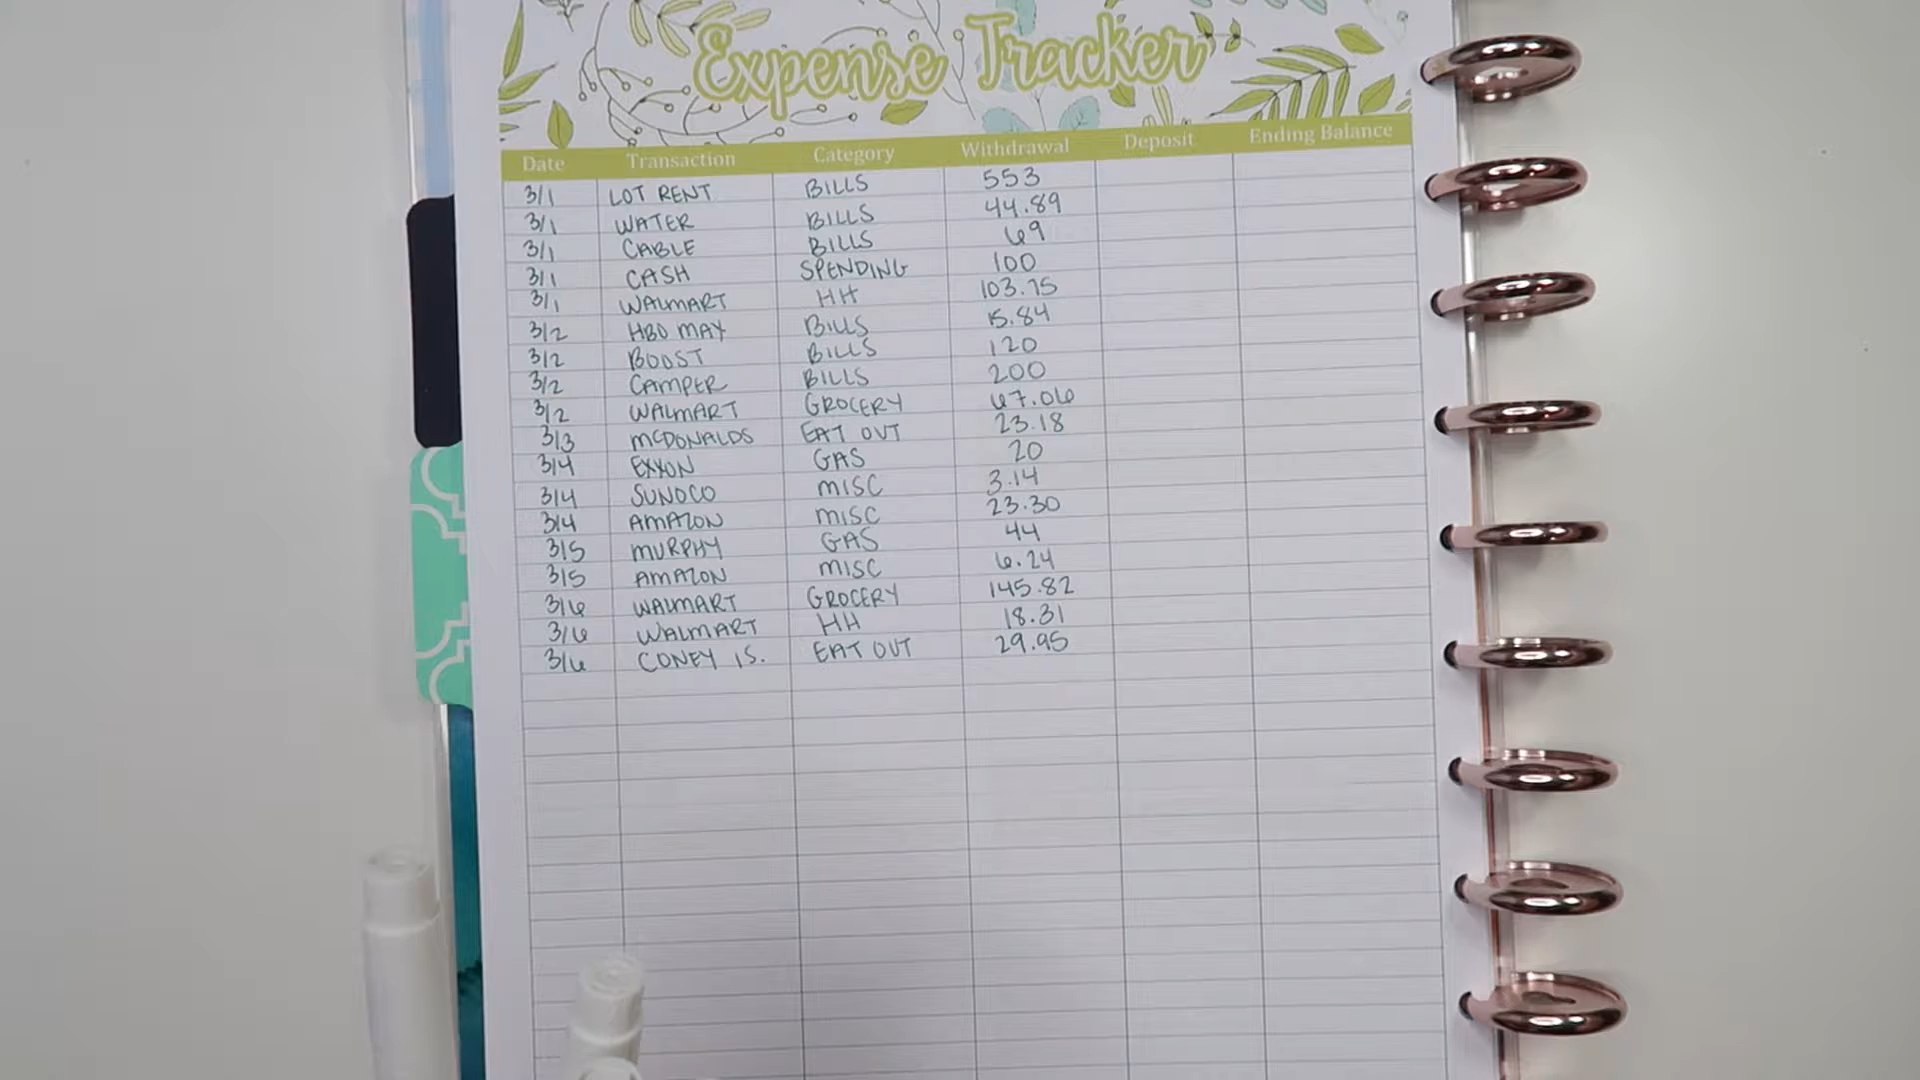 Expense Tracker
Date Transaction Category Withdrawal Deposit Ending Balance
3/1 LOT RENT BILLS 553
3/1 WATER BILLS 44.89
3/1 CABLE BILLS 69
3/1 CASH SPENDING 100
3/1 WALMART HH 103.75
3/2 HBO MAX BILLS 15.84
3/2 BOOST BILLS 120
3/2 CAMPER BILLS 200
3/2 WALMART GROCERY 67.06
3/3 MCDONALDS EAT OUT 23.18
3/4 EXXON GAS 20
3/4 SUNOCO MISC 3.14
3/4 AMAZON MISC 23.30
3/5 MURPHY GAS 44
3/5 AMAZON MISC 6.24
3/6 WALMART GROCERY 145.82
3/6 WALMART HH 18.31
3/6 CONEY IS. EAT OUT 29.95